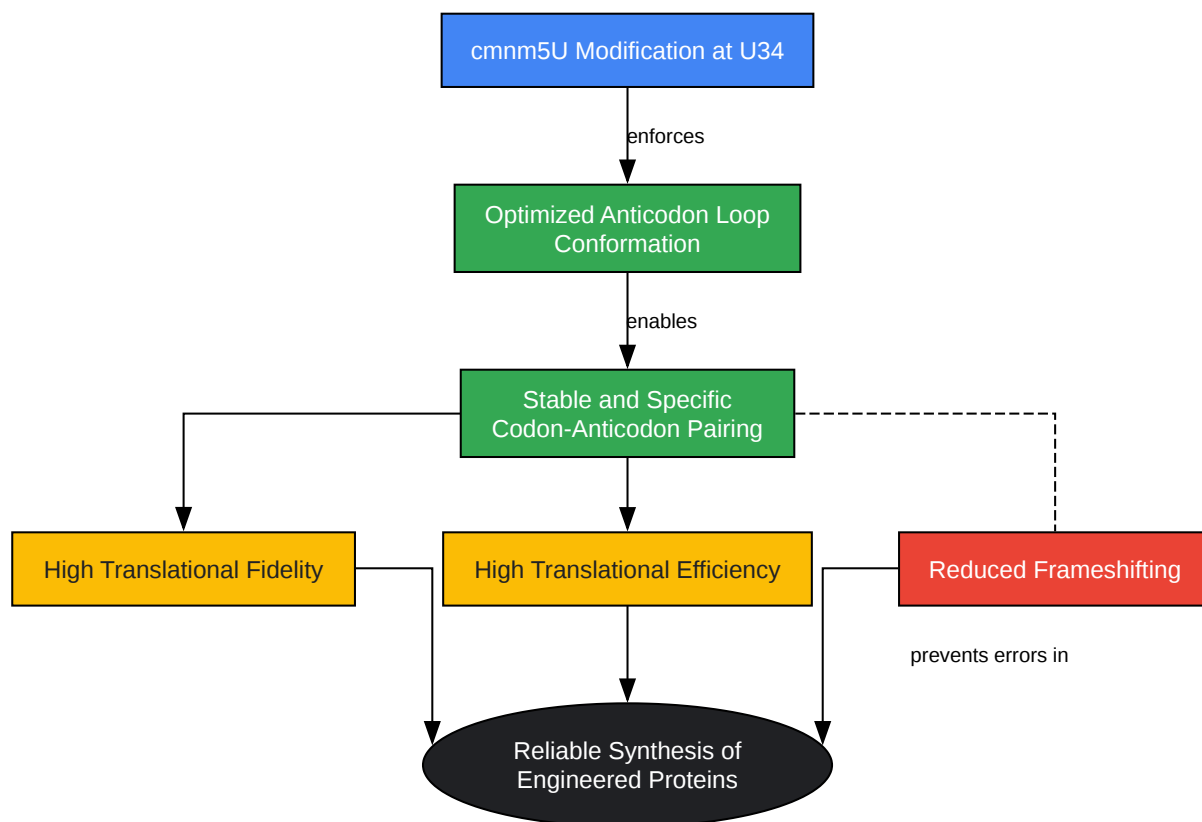 cmnm5U Modification at U34
enforces
Optimized Anticodon Loop
Conformation
enables
Stable and Specific
Codon-Anticodon Pairing
High Translational Fidelity
High Translational Efficiency
Reduced Frameshifting
prevents errors in
Reliable Synthesis of
Engineered Proteins